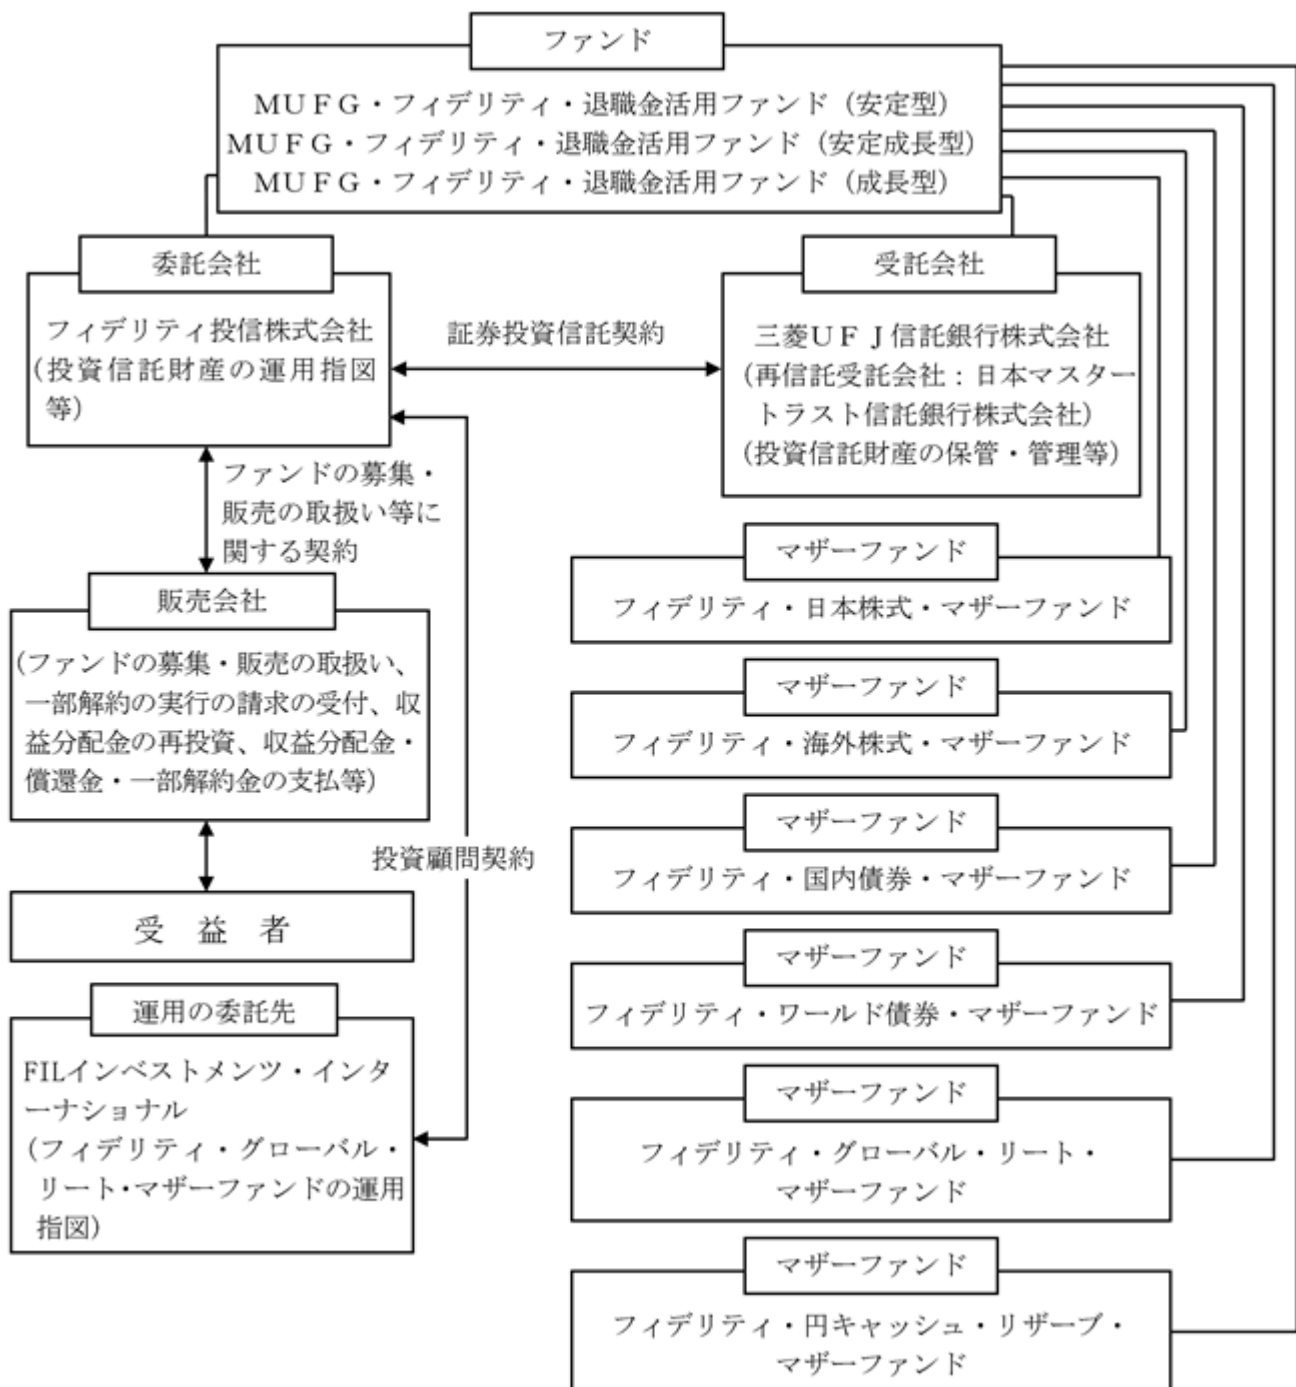 ファンド
MUFG・フィデリティ・退職金活用ファンド（安定型）
MUFG・フィデリティ・退職金活用ファンド（安定成長型）
MUFG・フィデリティ・退職金活用ファンド（成長型）
委託会社
フィデリティ投信株式会社
（投資信託財産の運用指図
等）
証券投資信託契約
受託会社
三菱UFJ信託銀行株式会社
（再信託受託会社：日本マスター
トラスト信託銀行株式会社）
（投資信託財産の保管・管理等）
ファンドの募集・
販売の取扱い等に
関する契約
販売会社
（ファンドの募集・販売の取扱い、
一部解約の実行の請求の受付、収
益分配金の再投資、収益分配金・
償還金・一部解約金の支払等）
投資顧問契約
受 益 者
運用の委託先
FILインベストメンツ・インタ
ーナショナル
（フィデリティ・グローバル・
リート・マザーファンドの運用
指図）
マザーファンド
フィデリティ・日本株式・マザーファンド
マザーファンド
フィデリティ・海外株式・マザーファンド
マザーファンド
フィデリティ・国内債券・マザーファンド
マザーファンド
フィデリティ・ワールド債券・マザーファンド
マザーファンド
フィデリティ・グローバル・リート・
マザーファンド
マザーファンド
フィデリティ・円キャッシュ・リザーブ・
マザーファンド